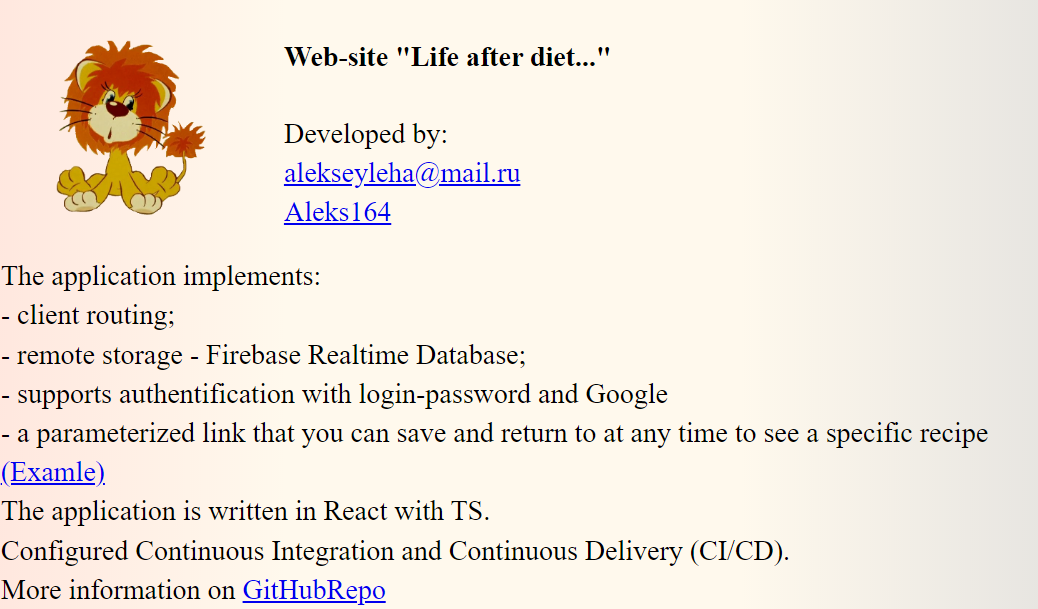 Web-site "Life after diet..."
Developed by:
alekseyleha@mail.ru
Aleks164
The application implements:
- client routing;
- remote storage - Firebase Realtime Database;
- supports authentification with login-password and Google
- a parameterized link that you can save and return to at any time to see a specific recipe
(Examle)
The application is written in React with TS.
Configured Continuous Integration and Continuous Delivery (CI/CD).
More information on GitHubRepo